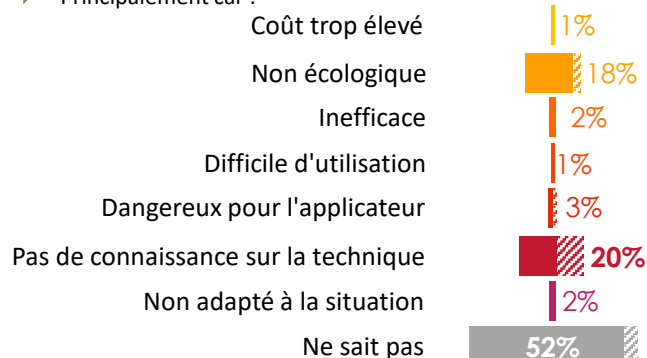 Principalement car :
Coût trop élevé 1%
Non écologique 18%
Inefficace 2%
Difficile d'utilisation 1%
Dangereux pour l'applicateur 3%
Pas de connaissance sur la technique 20%
Non adapté à la situation 2%
Ne sait pas 52%